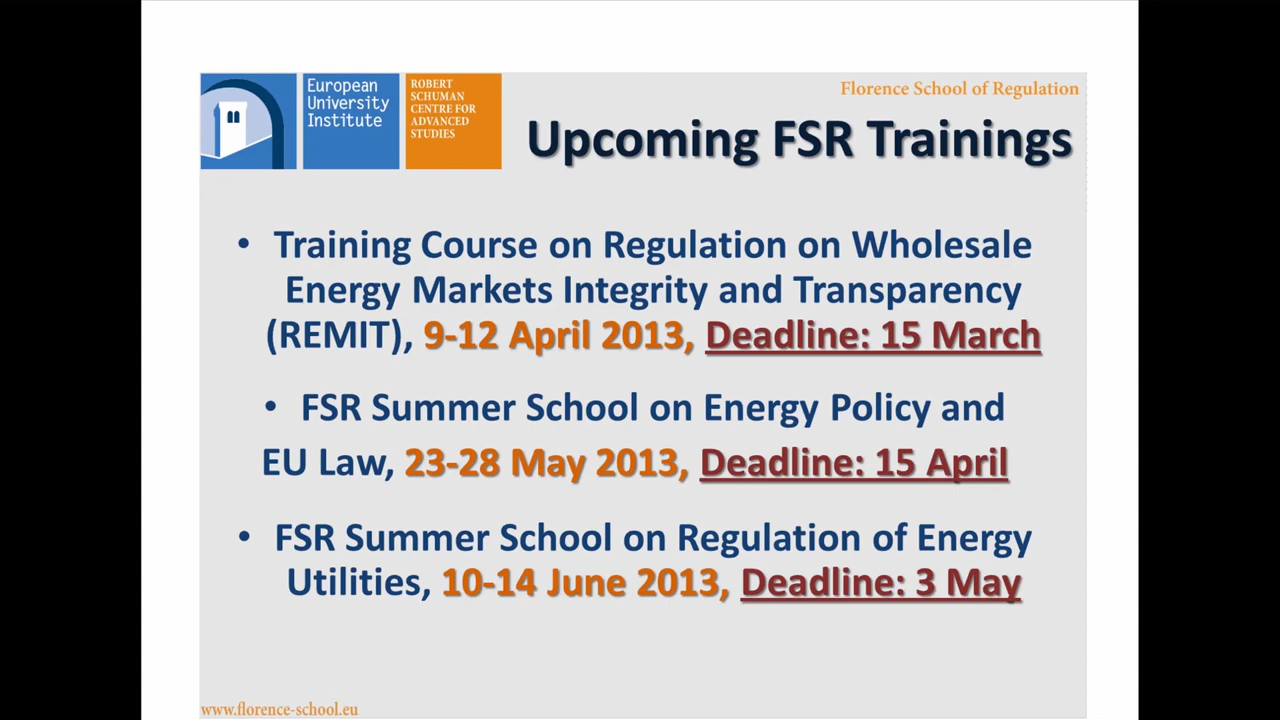 European
University
Institute
ROBERT
SCHUMAN
CENTRE FOR
ADVANCED
STUDIES
Florence School of Regulation
Upcoming FSR Trainings
• Training Course on Regulation on Wholesale
Energy Markets Integrity and Transparency
(REMIT), 9-12 April 2013, Deadline: 15 March
• FSR Summer School on Energy Policy and
EU Law, 23-28 May 2013, Deadline: 15 April
• FSR Summer School on Regulation of Energy
Utilities, 10-14 June 2013, Deadline: 3 May
www.florence-school.eu